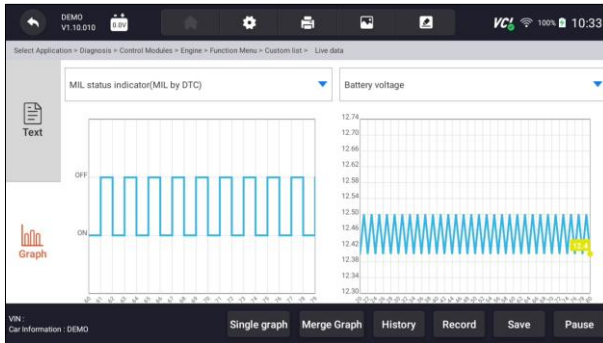 DEMO
V1.10.010
0.0V
VCI
100%
10:33
Select Application > Diagnosis > Control Modules > Engine > Function Menu > Custom list > Live data
MIL status indicator(MIL by DTC)
Battery voltage
Text
Graph
OFF
ON
12.74
12.70
12.66
12.62
12.58
12.54
12.50
12.46
12.42
12.38
12.34
12.30
12.4
VIN :
Car Information : DEMO
Single graph
Merge Graph
History
Record
Save
Pause